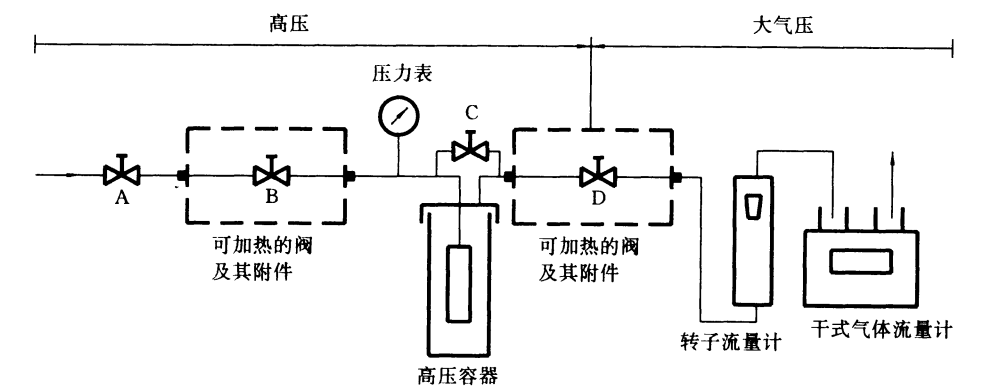 高压
大气压
压力表
C
A
B
D
可加热的阀
及其附件
可加热的阀
及其附件
高压容器
转子流量计
干式气体流量计